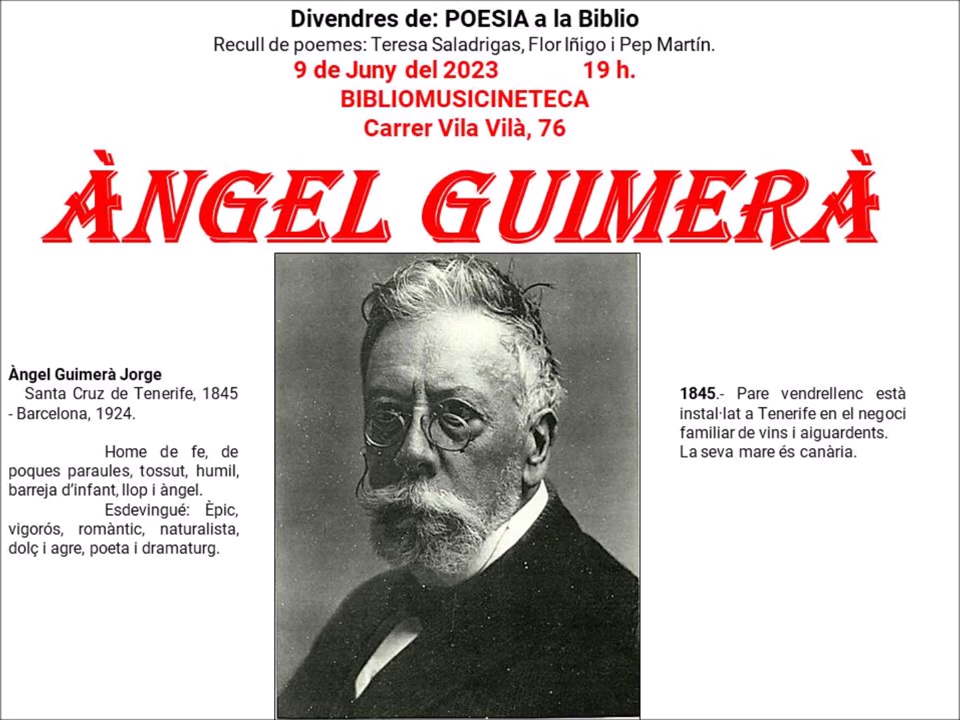 Divendres de: POESIA a la Biblio
Recull de poemes: Teresa Saladrigas, Flor Iñigo i Pep Martín.
9 de Juny del 2023 19 h.
BIBLIOMUSICINETECA
Carrer Vila Vilà, 76
ÀNGEL GUIMERÀ
Àngel Guimerà Jorge
Santa Cruz de Tenerife, 1845
- Barcelona, 1924.
Home de fe, de
poques paraules, tossut, humil,
barreja d'infant, llop i àngel.
Esdevingué: Èpic,
vigorós, romàntic, naturalista,
dolç i agre, poeta i dramaturg.
1845.- Pare vendrellenc està
instal·lat a Tenerife en el negoci
familiar de vins i aiguardents.
La seva mare és canària.